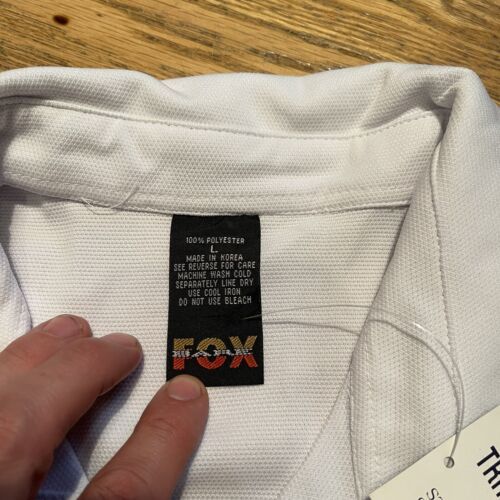 100% POLYESTER
L
MADE IN KOREA
SEE REVERSE FOR CARE
MACHINE WASH COLD
SEPARATELY LINE DRY
USE COOL IRON
DO NOT USE BLEACH
FOX